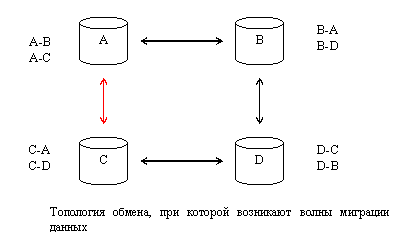 A-B
A-C
A
B
B-A
B-D
C-A
C-D
C
D
D-C
D-B
Топология обмена, при которой возникают волны миграции
данных